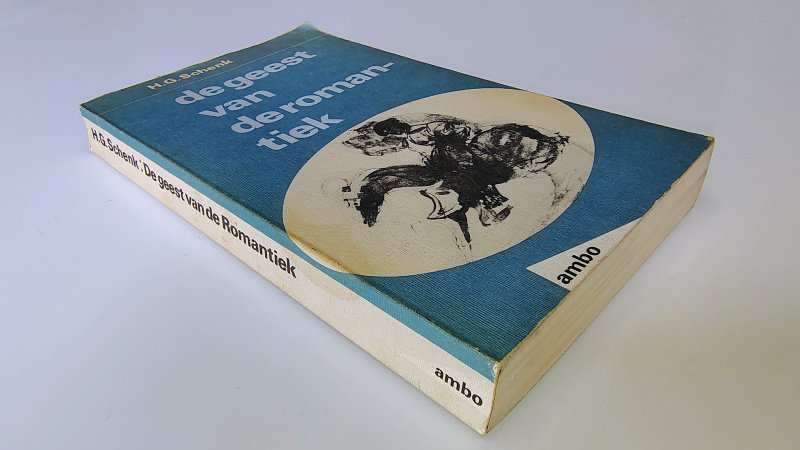 H.G. Schenk
de geest
van
de roman-
tiek
ambo
H.G. Schenk: De geest van de Romantiek
ambo